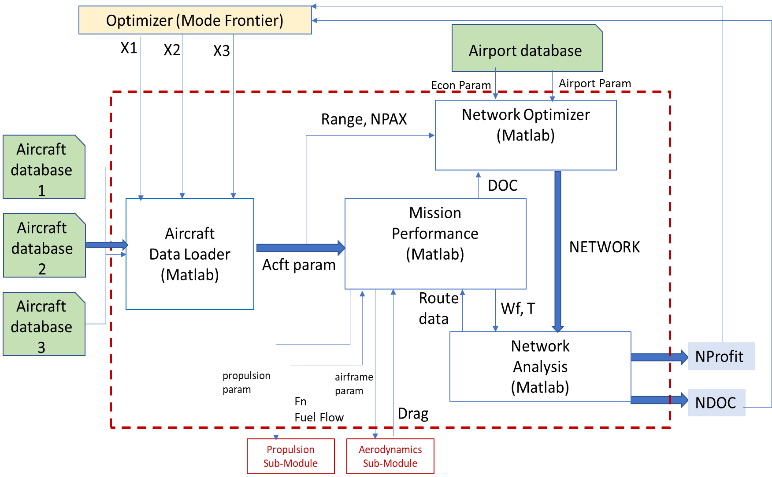 Optimizer (Mode Frontier)
X1
X2
X3
Airport database
Econ Param
Airport Param
Range, NPAX
Network Optimizer
(Matlab)
Aircraft
database
1
DOC
Aircraft
Data Loader
(Matlab)
Mission
Performance
(Matlab)
Aircraft
database
2
Acft param
NETWORK
Aircraft
database
3
Route
data
Wf, T
Network
Analysis
(Matlab)
NProfit
NDOC
propulsion
param
airframe
param
Fn
Fuel Flow
Drag
Propulsion
Sub-Module
Aerodynamics
Sub-Module